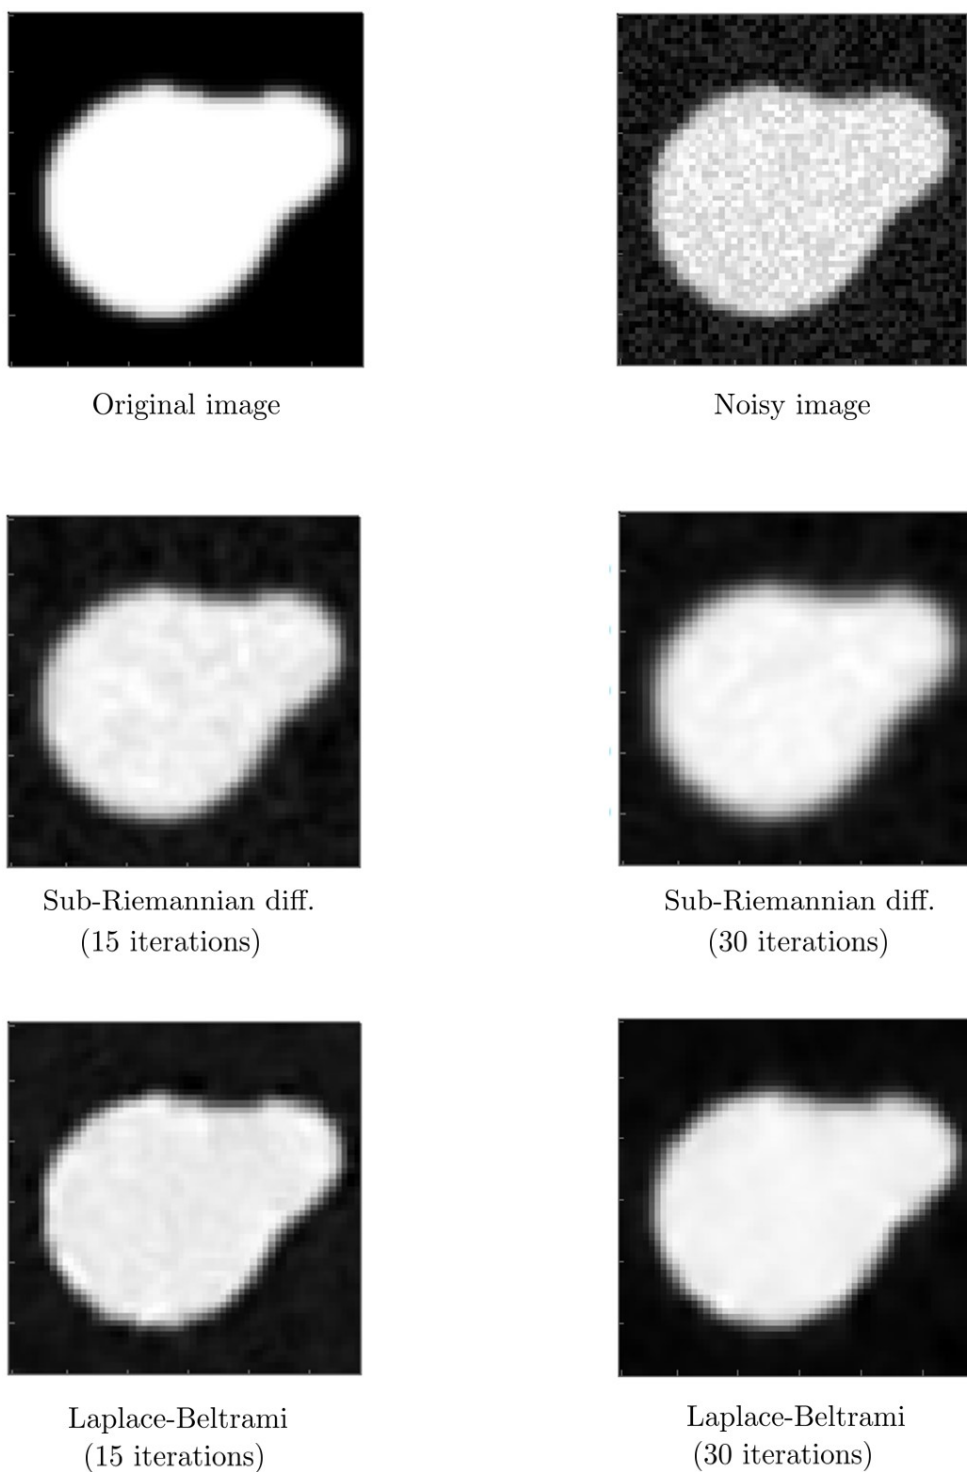 Original image
Noisy image
Sub-Riemannian diff.
(15 iterations)
Sub-Riemannian diff.
(30 iterations)
Laplace-Beltrami
(15 iterations)
Laplace-Beltrami
(30 iterations)